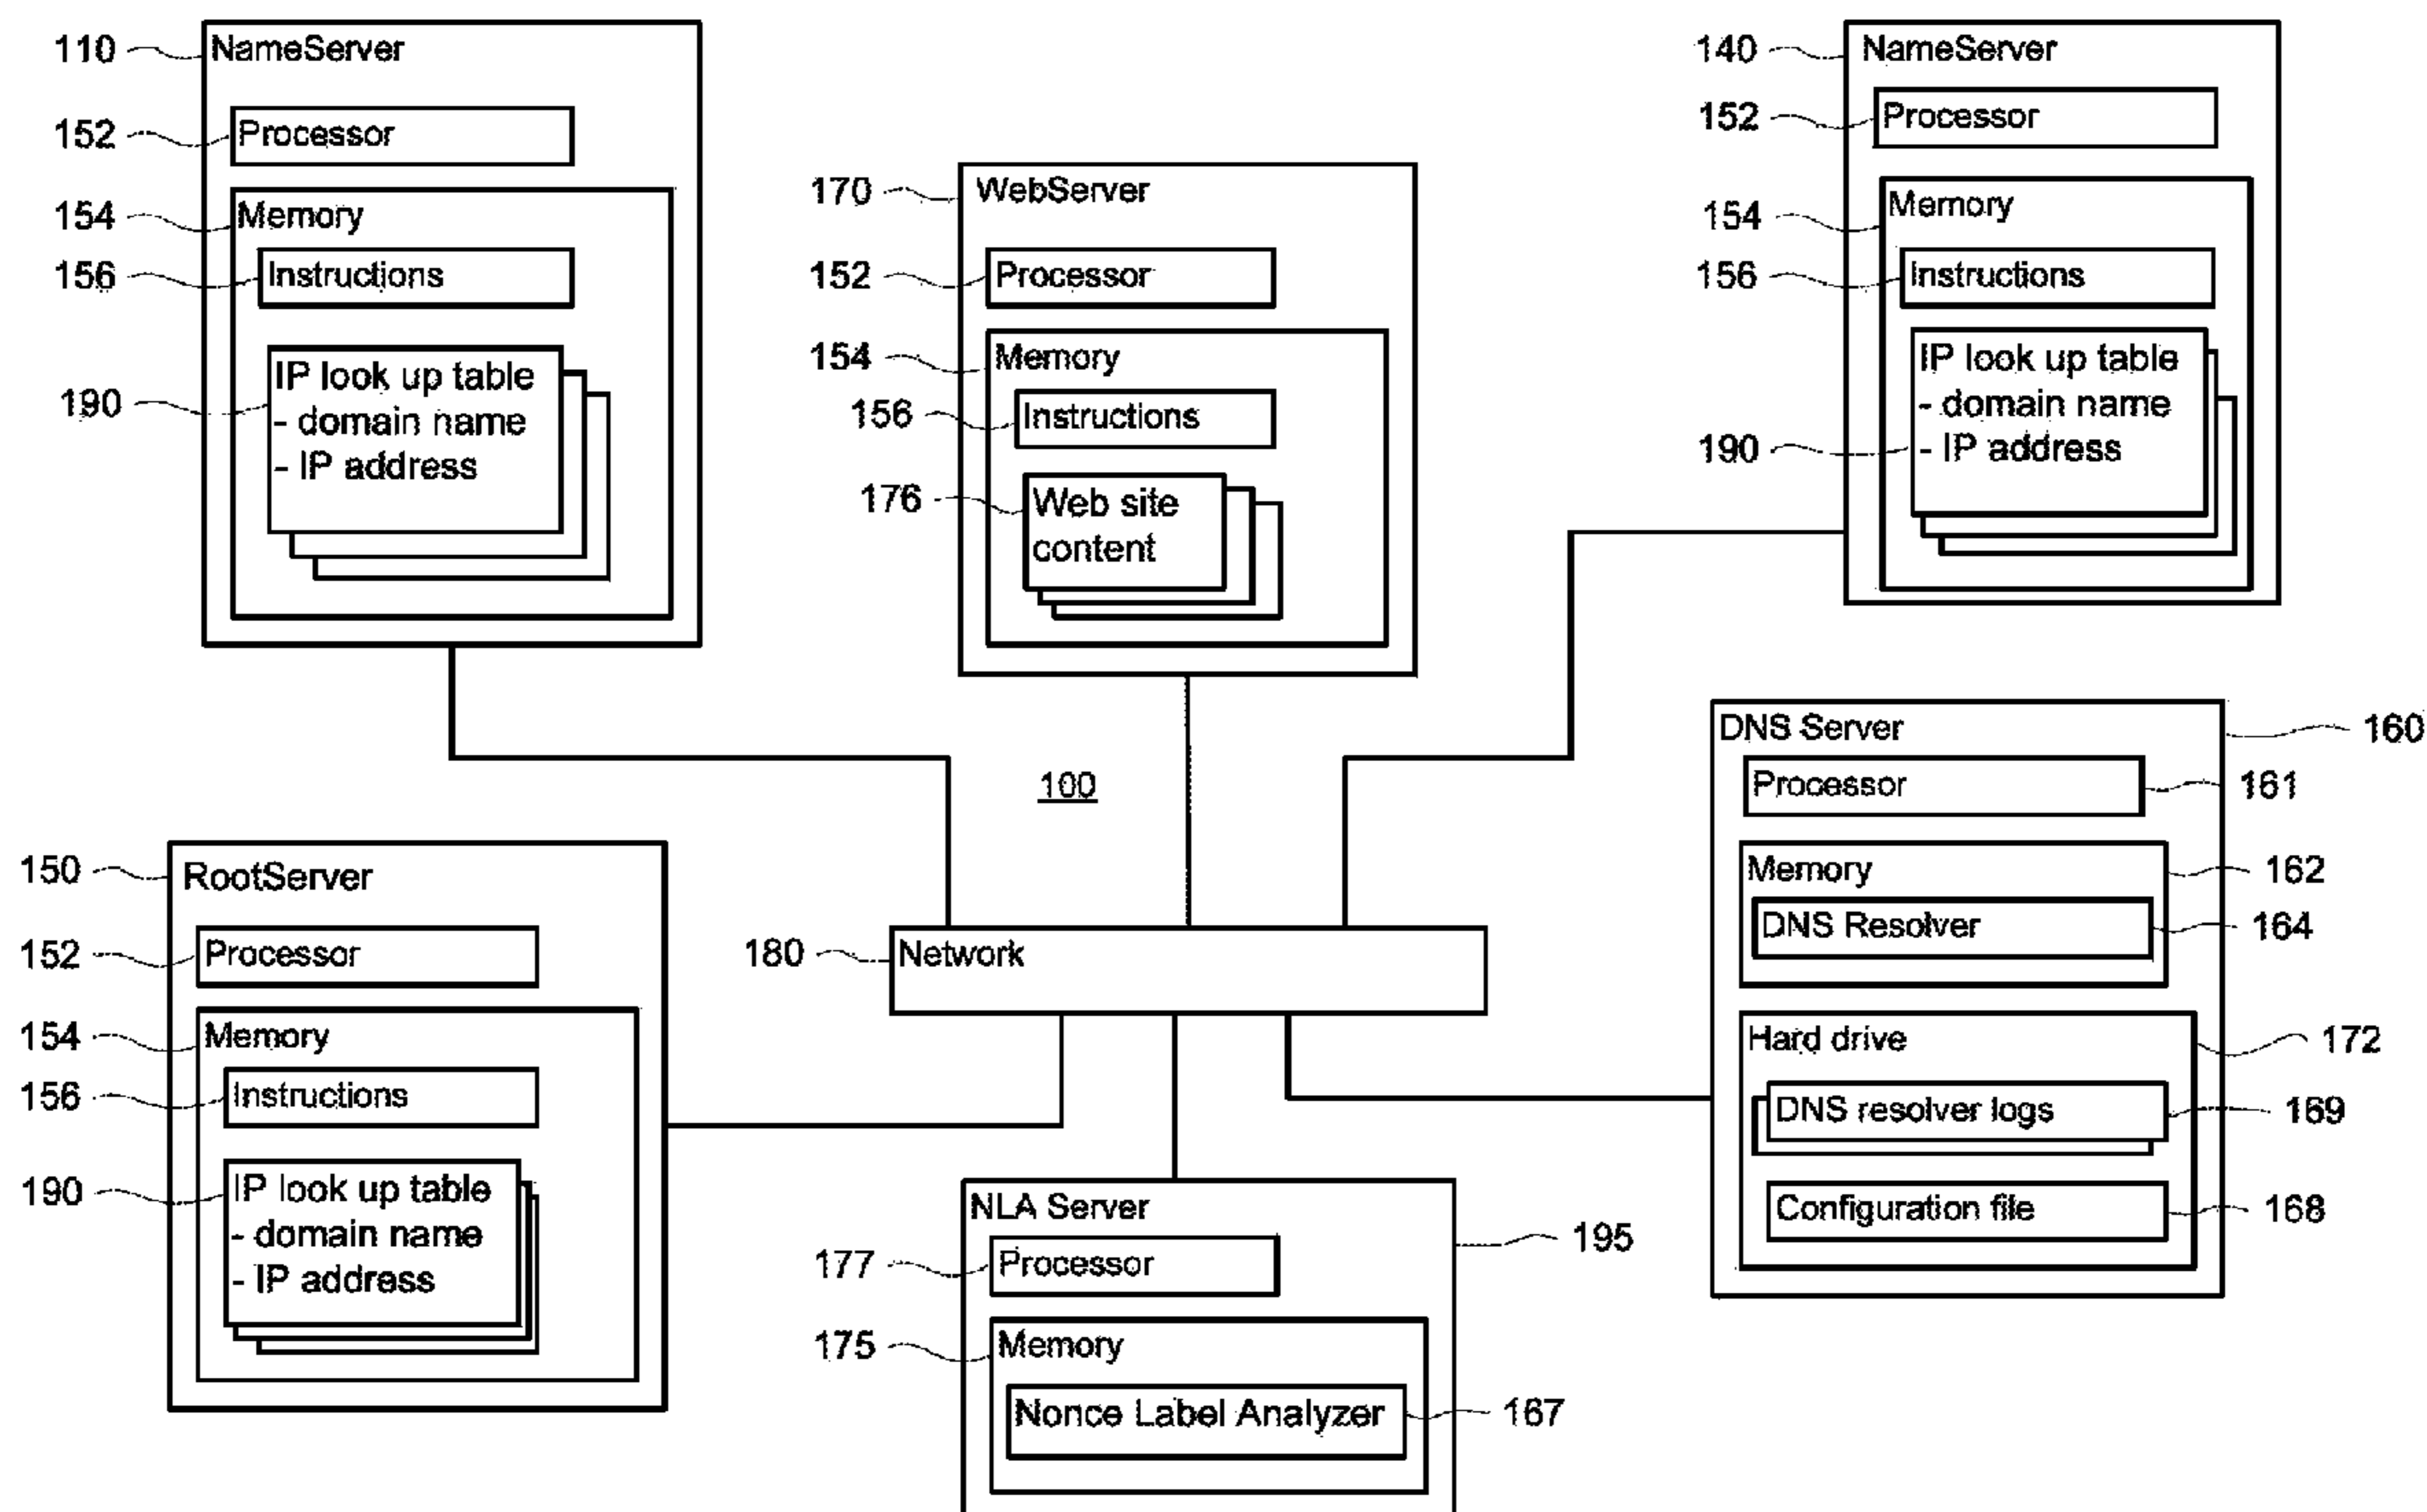 110 NameServer
152 Processor
154 Memory
156 Instructions
190 IP look up table
- domain name
- IP address
170 WebServer
152 Processor
154 Memory
156 Instructions
176 Web site
content
140 NameServer
152 Processor
154 Memory
156 Instructions
IP look up table
- domain name
190 - IP address
100
DNS Server 160
Processor 161
Memory 162
DNS Resolver 164
Hard drive 172
DNS resolver logs 169
Configuration file 168
150 RootServer
152 Processor
154 Memory
156 Instructions
190 IP look up table
- domain name
- IP address
180 Network
NLA Server 195
177 Processor
175 Memory
Nonce Label Analyzer 167